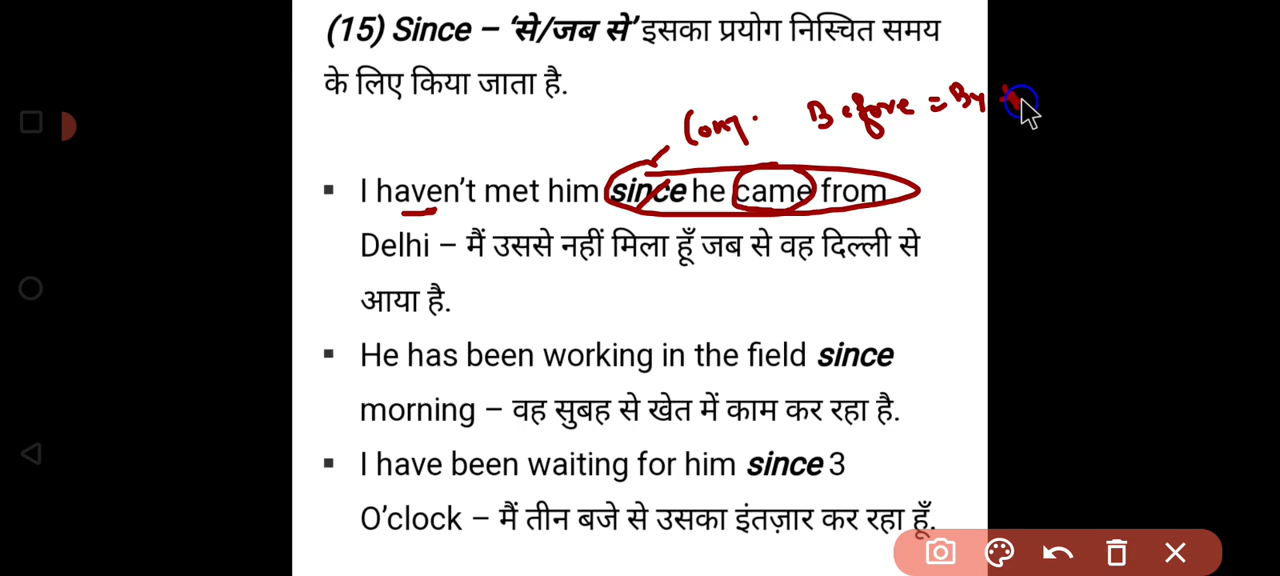 (15) Since – ‘से/जब से’ इसका प्रयोग निश्चित समय
के लिए किया जाता है.
Conj. Before = By
▪ I haven’t met him since he came from
Delhi – मैं उससे नहीं मिला हूँ जब से वह दिल्ली से
आया है.
▪ He has been working in the field since
morning – वह सुबह से खेत में काम कर रहा है.
▪ I have been waiting for him since 3
O’clock – मैं तीन बजे से उसका इंतज़ार कर रहा हूँ.